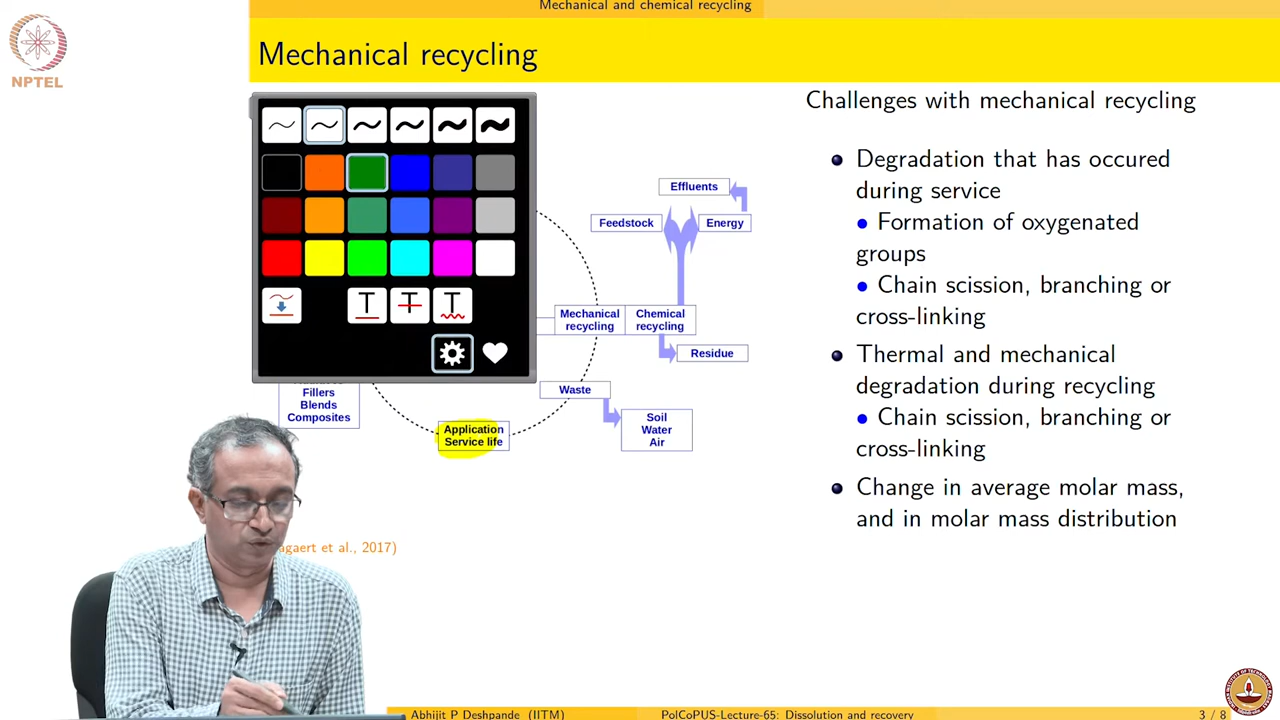 Mechanical and chemical recycling
NPTEL
Mechanical recycling
Challenges with mechanical recycling
Degradation that has occured
during service
Formation of oxygenated
groups
Chain scission, branching or
cross-linking
Thermal and mechanical
degradation during recycling
Chain scission, branching or
cross-linking
Change in average molar mass,
and in molar mass distribution
Effluents
Feedstock
Energy
Mechanical
recycling
Chemical
recycling
Residue
Waste
Soil
Water
Air
Fillers
Blends
Composites
Application
Service life
T T T
et al., 2017)
Abhijit P Deshpande (IITM)
PolCoPUS-Lecture-65: Dissolution and recovery
3 / 8